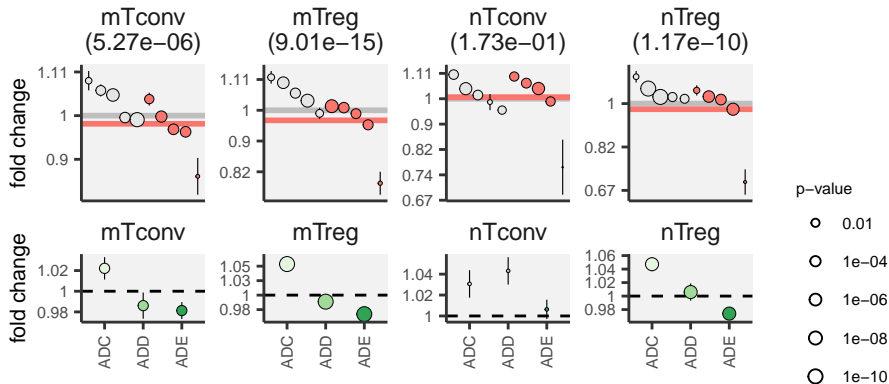 mTconv
(5.27e−06)
mTreg
(9.01e−15)
nTconv
(1.73e−01)
nTreg
(1.17e−10)
fold change
1.11
1
0.9
1.11
1
0.9
0.82
1.11
1
0.9
0.82
0.74
0.67
1
0.82
0.67
mTconv
mTreg
nTconv
nTreg
fold change
1.02
1
0.98
1.05
1.03
1
0.98
1.04
1.02
1
1.06
1.04
1.02
1
0.98
ADC
ADD
ADE
ADC
ADD
ADE
ADC
ADD
ADE
ADC
ADD
ADE
p−value
0.01
1e−04
1e−06
1e−08
1e−10